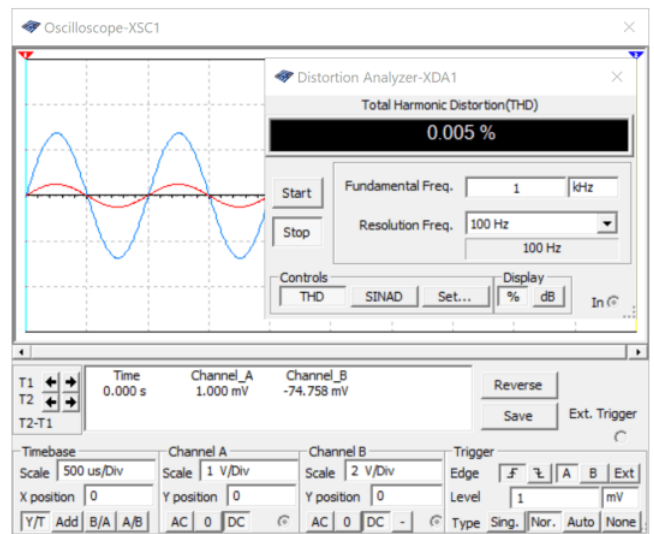 Oscilloscope-XSC1
Distortion Analyzer-XDA1
Total Harmonic Distortion(THD)
0.005 %
Start
Fundamental Freq. 1 kHz
Stop
Resolution Freq. 100 Hz
100 Hz
Controls
Display
THD SINAD Set... % dB In
T1
T2
T2-T1
Time Channel_A Channel_B
0.000 s 1.000 mV -74.758 mV
Reverse
Save
Ext. Trigger
Timebase
Scale 500 us/Div
X position 0
Y/T Add B/A A/B
Channel A
Scale 1 V/Div
Y position 0
AC 0 DC
Channel B
Scale 2 V/Div
Y position 0
AC 0 DC -
Trigger
Edge A B Ext
Level 1 mV
Type Sing. Nor. Auto None